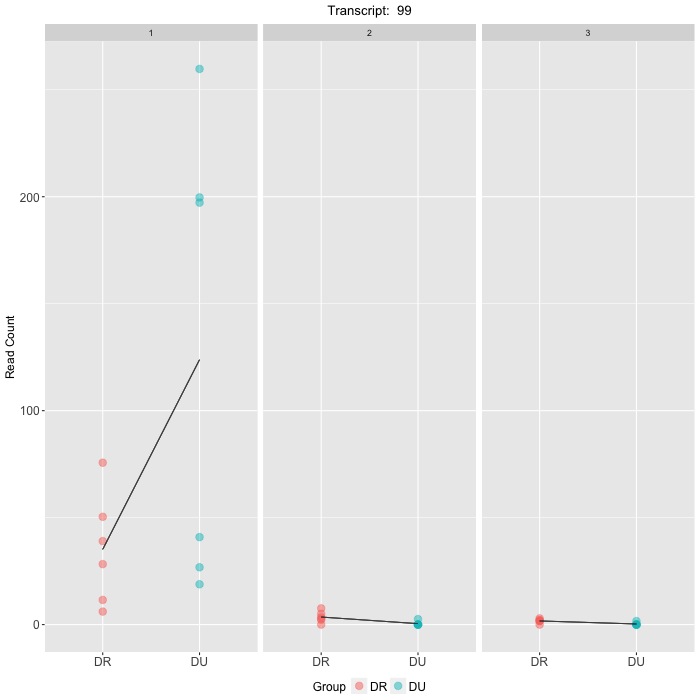 Transcript:  99
1 2 3
Read Count
200
100
0
DR DU DR DU DR DU
Group DR DU